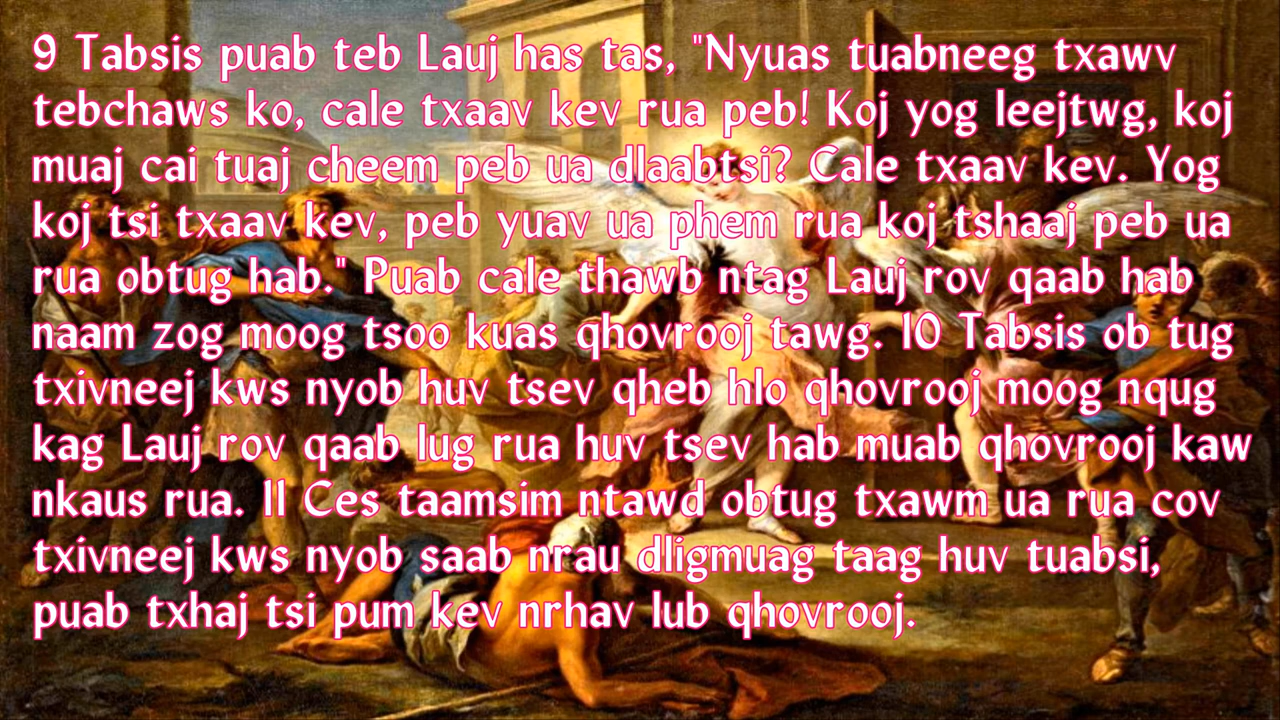 9 Tabsis puab teb Lauj has tas, "Nyuas tuabneeg txawv
tebchaws ko, cale txaav kev rua peb! Koj yog leejtwg, koj
muaj cai tuaj cheem peb ua dlaabtsi? Cale txaav kev. Yog
koj tsi txaav kev, peb yuav ua phem rua koj tshaaj peb ua
rua obtug hab." Puab cale thawb ntag Lauj rov qaab hab
naam zog moog tsoo kuas qhovrooj tawg. 10 Tabsis ob tug
txivneej kws nyob huv tsev qheb hlo qhovrooj moog nqug
kag Lauj rov qaab lug rua huv tsev hab muab qhovrooj kaw
nkaus rua. 11 Ces taamsim ntawd obtug txawm ua rua cov
txivneej kws nyob saab nrau dligmuag taag huv tuabsi,
puab txhaj tsi pum kev nrhav lub qhovrooj.